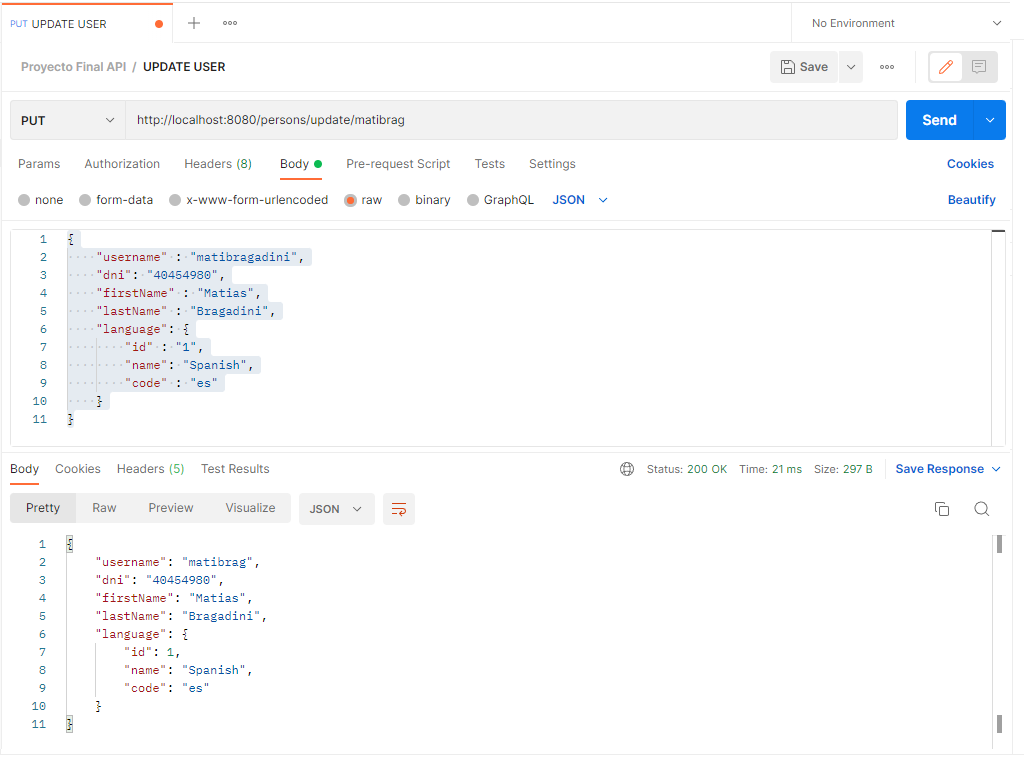 PUT UPDATE USER
No Environment
Proyecto Final API / UPDATE USER
Save
PUT
http://localhost:8080/persons/update/matibrag
Send
Params Authorization Headers (8) Body Pre-request Script Tests Settings Cookies
none form-data x-www-form-urlencoded raw binary GraphQL JSON Beautify
1 {
2 "username" : "matibragadini",
3 "dni": "40454980",
4 "firstName" : "Matias",
5 "lastName" : "Bragadini",
6 "language": {
7 "id" : "1",
8 "name": "Spanish",
9 "code" : "es"
10 }
11 }
Body Cookies Headers (5) Test Results Status: 200 OK Time: 21 ms Size: 297 B Save Response
Pretty Raw Preview Visualize JSON
1 {
2 "username": "matibrag",
3 "dni": "40454980",
4 "firstName": "Matias",
5 "lastName": "Bragadini",
6 "language": {
7 "id": 1,
8 "name": "Spanish",
9 "code": "es"
10 }
11 }